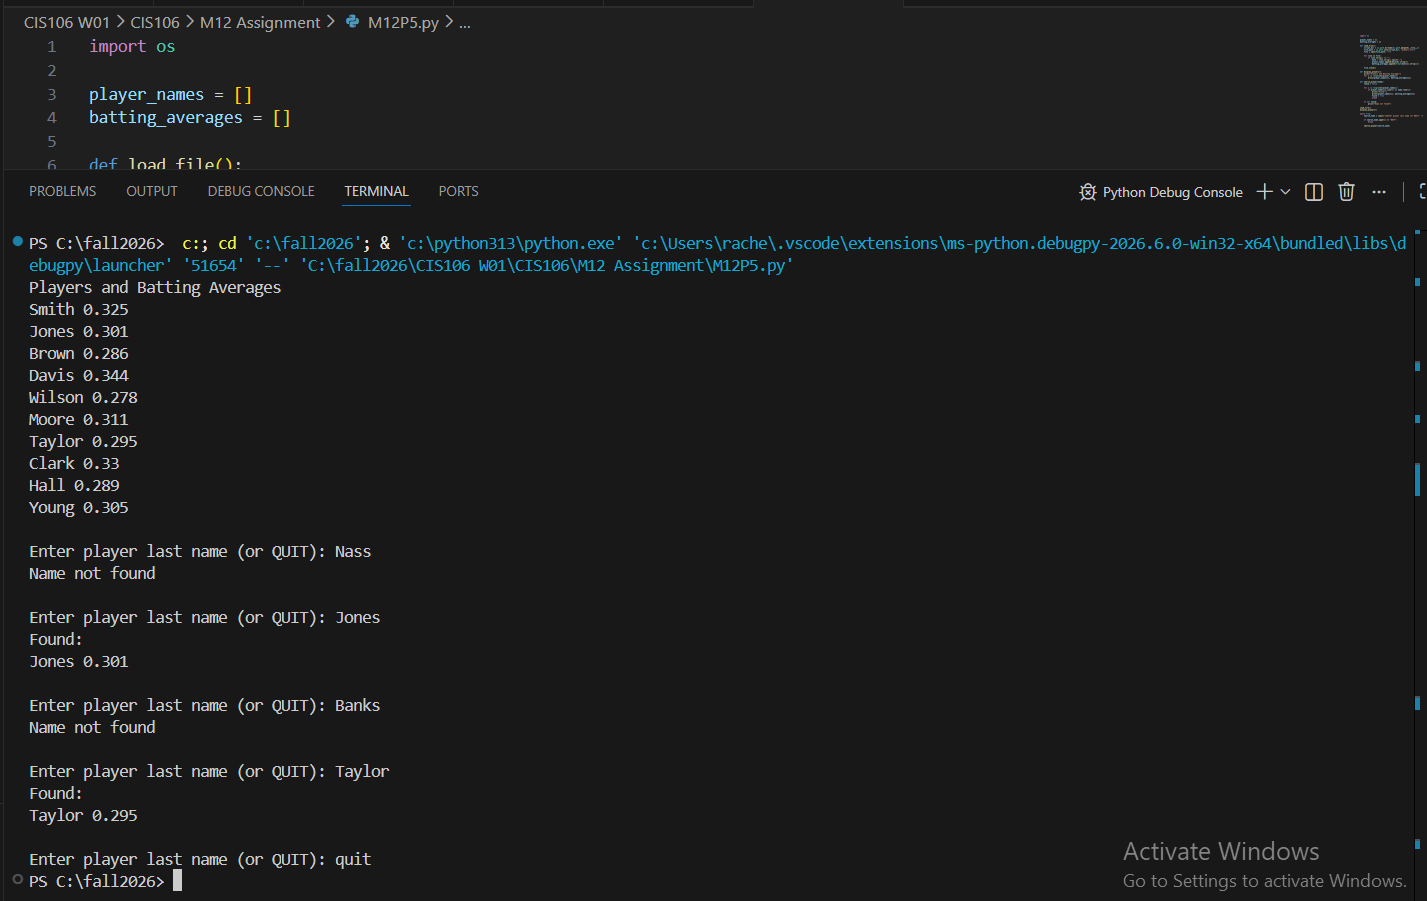 CIS106 W01 > CIS106 > M12 Assignment > M12P5.py > ...
1 import os
2
3 player_names = []
4 batting_averages = []
5
6 def load_file():
PROBLEMS OUTPUT DEBUG CONSOLE TERMINAL PORTS
Python Debug Console
PS C:\fall2026>  c:; cd 'c:\fall2026'; & 'c:\python313\python.exe' 'c:\Users\rache\.vscode\extensions\ms-python.debugpy-2026.6.0-win32-x64\bundled\libs\d
ebugpy\launcher' '51654' '--' 'C:\fall2026\CIS106 W01\CIS106\M12 Assignment\M12P5.py'
Players and Batting Averages
Smith 0.325
Jones 0.301
Brown 0.286
Davis 0.344
Wilson 0.278
Moore 0.311
Taylor 0.295
Clark 0.33
Hall 0.289
Young 0.305
Enter player last name (or QUIT): Nass
Name not found
Enter player last name (or QUIT): Jones
Found:
Jones 0.301
Enter player last name (or QUIT): Banks
Name not found
Enter player last name (or QUIT): Taylor
Found:
Taylor 0.295
Enter player last name (or QUIT): quit
PS C:\fall2026>
Activate Windows
Go to Settings to activate Windows.